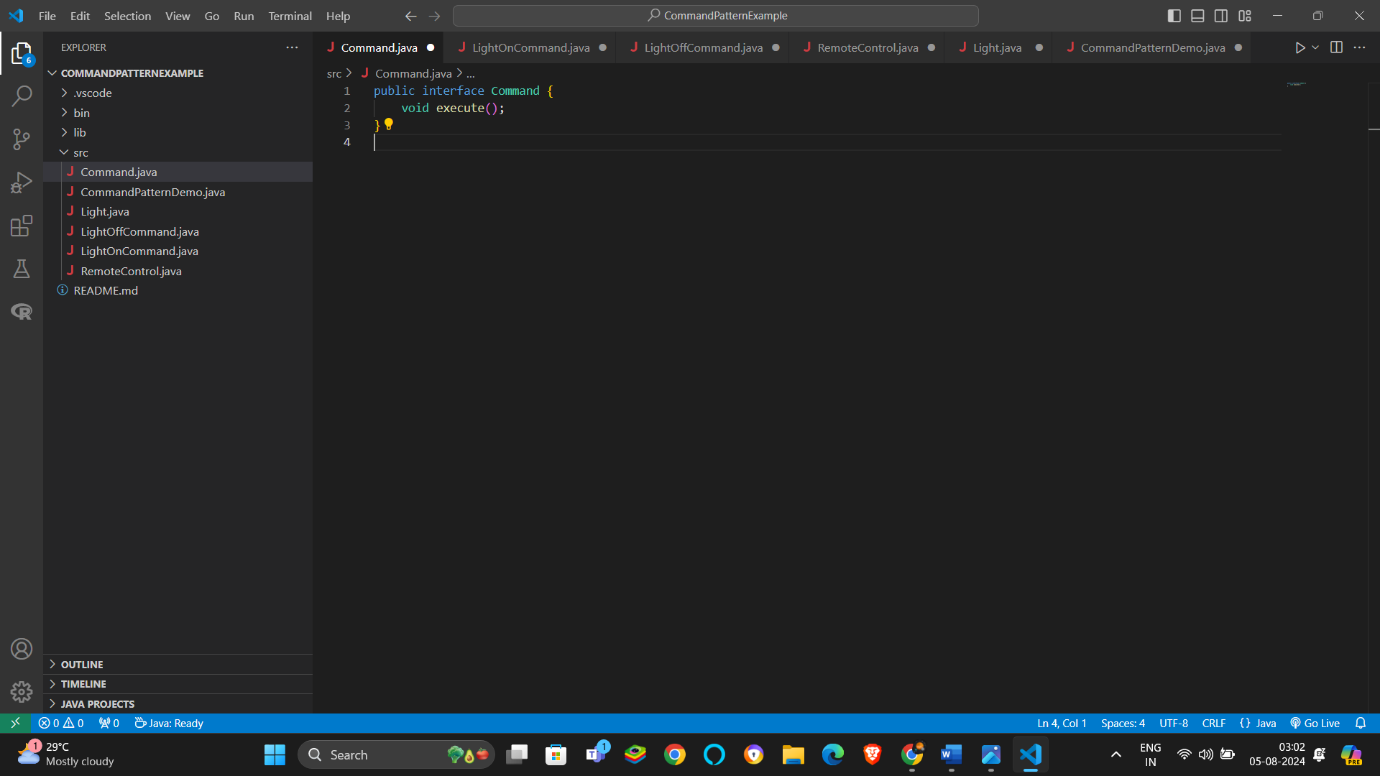 File Edit Selection View Go Run Terminal Help
CommandPatternExample
EXPLORER
6
COMMANDPATTERNEXAMPLE
.vscode
bin
lib
src
Command.java
CommandPatternDemo.java
Light.java
LightOffCommand.java
LightOnCommand.java
RemoteControl.java
README.md
OUTLINE
TIMELINE
JAVA PROJECTS
Command.java LightOnCommand.java LightOffCommand.java RemoteControl.java Light.java CommandPatternDemo.java
src > Command.java > ...
1 public interface Command {
2 void execute();
3 }
4
0 0 0 Java: Ready Ln 4, Col 1 Spaces: 4 UTF-8 CRLF {} Java Go Live
1 29°C
Mostly cloudy
Search
T 1
ENG
IN
03:02
05-08-2024
PRE